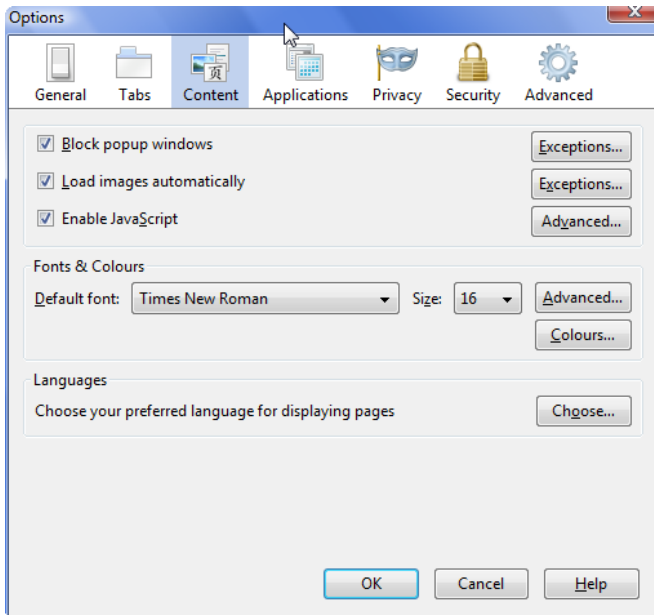 Options
General Tabs Content Applications Privacy Security Advanced
Block popup windows Exceptions...
Load images automatically Exceptions...
Enable JavaScript Advanced...
Fonts & Colours
Default font: Times New Roman Size: 16 Advanced...
Colours...
Languages
Choose your preferred language for displaying pages Choose...
OK Cancel Help